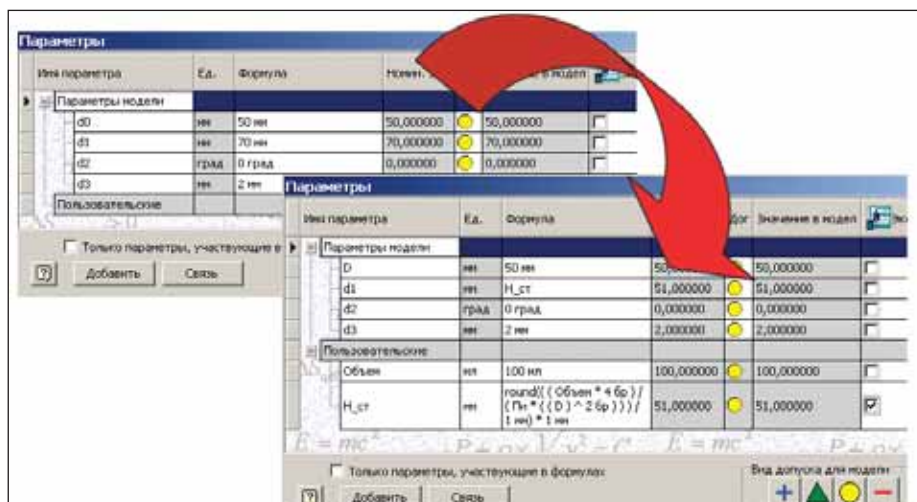 Параметры
Имя параметра Ед. Формула Номин. в модел
Параметры модели
d0 мм 50 мм 50,000000 50,000000
d1 мм 70 мм 70,000000 70,000000
d2 град 0 град 0,000000 0,000000
d3 мм 2 мм
Пользовательские
Только параметры, участвующие в
Добавить Связь
Параметры
Имя параметра Ед. Формула Дог Значение в модел
Параметры модели
D мм 50 мм 50,000000
d1 мм H_ст 51,000000 51,000000
d2 град 0 град 0,000000 0,000000
d3 мм 2 мм 2,000000 2,000000
Пользовательские
Объем мл 100 мл 100,000000 100,000000
H_ст мм round(( ( Объем * 4 бр ) / 51,000000 51,000000
( Пи * ( ( D ) ^ 2 бр ) ) ) /
1 мм) * 1 мм
E = mc²
Только параметры, участвующие в формулах Вид допуска для модели
Добавить Связь